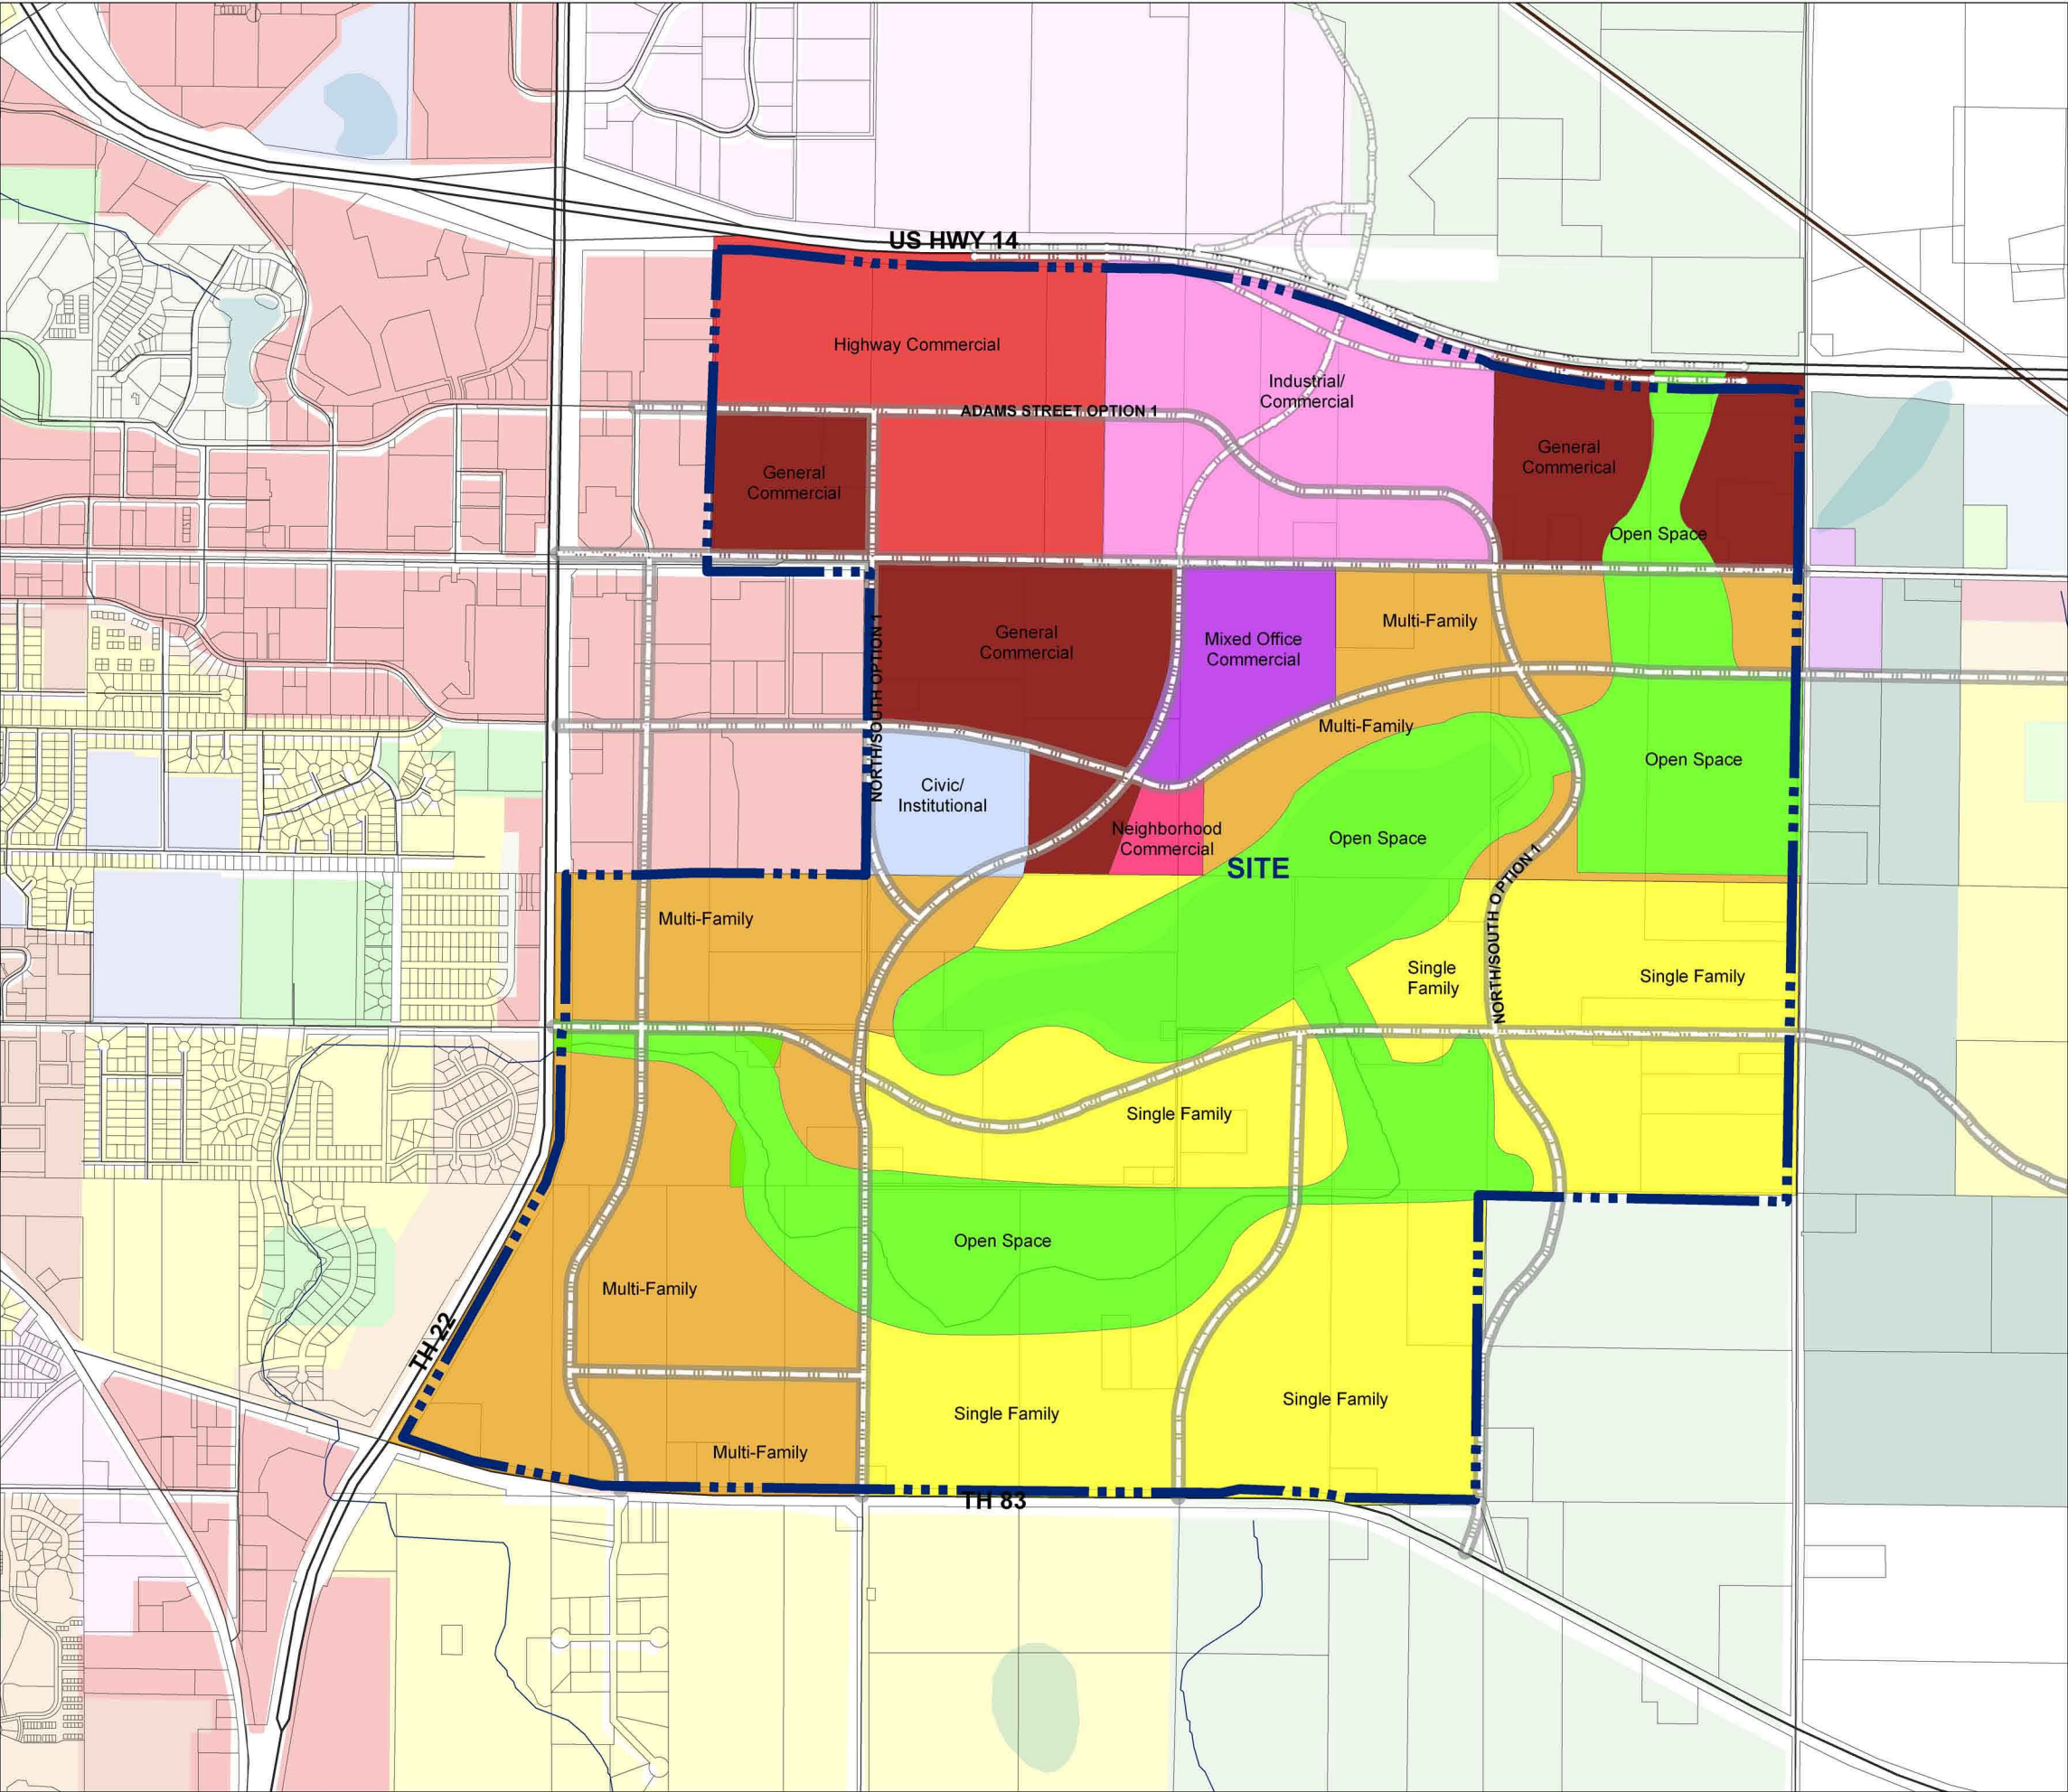 US HWY 14
Highway Commercial
Industrial/
Commercial
ADAMS STREET OPTION 1
General
Commercial
General
Commerical
Open Space
General
Commercial
Mixed Office
Commercial
Multi-Family
NORTH/SOUTH OPTION 1
Multi-Family
Open Space
Civic/
Institutional
Neighborhood
Commercial
Open Space
SITE
Multi-Family
NORTH/SOUTH OPTION 1
Single
Family
Single Family
Single Family
Open Space
Multi-Family
TH 22
Single Family
Single Family
Multi-Family
TH 83